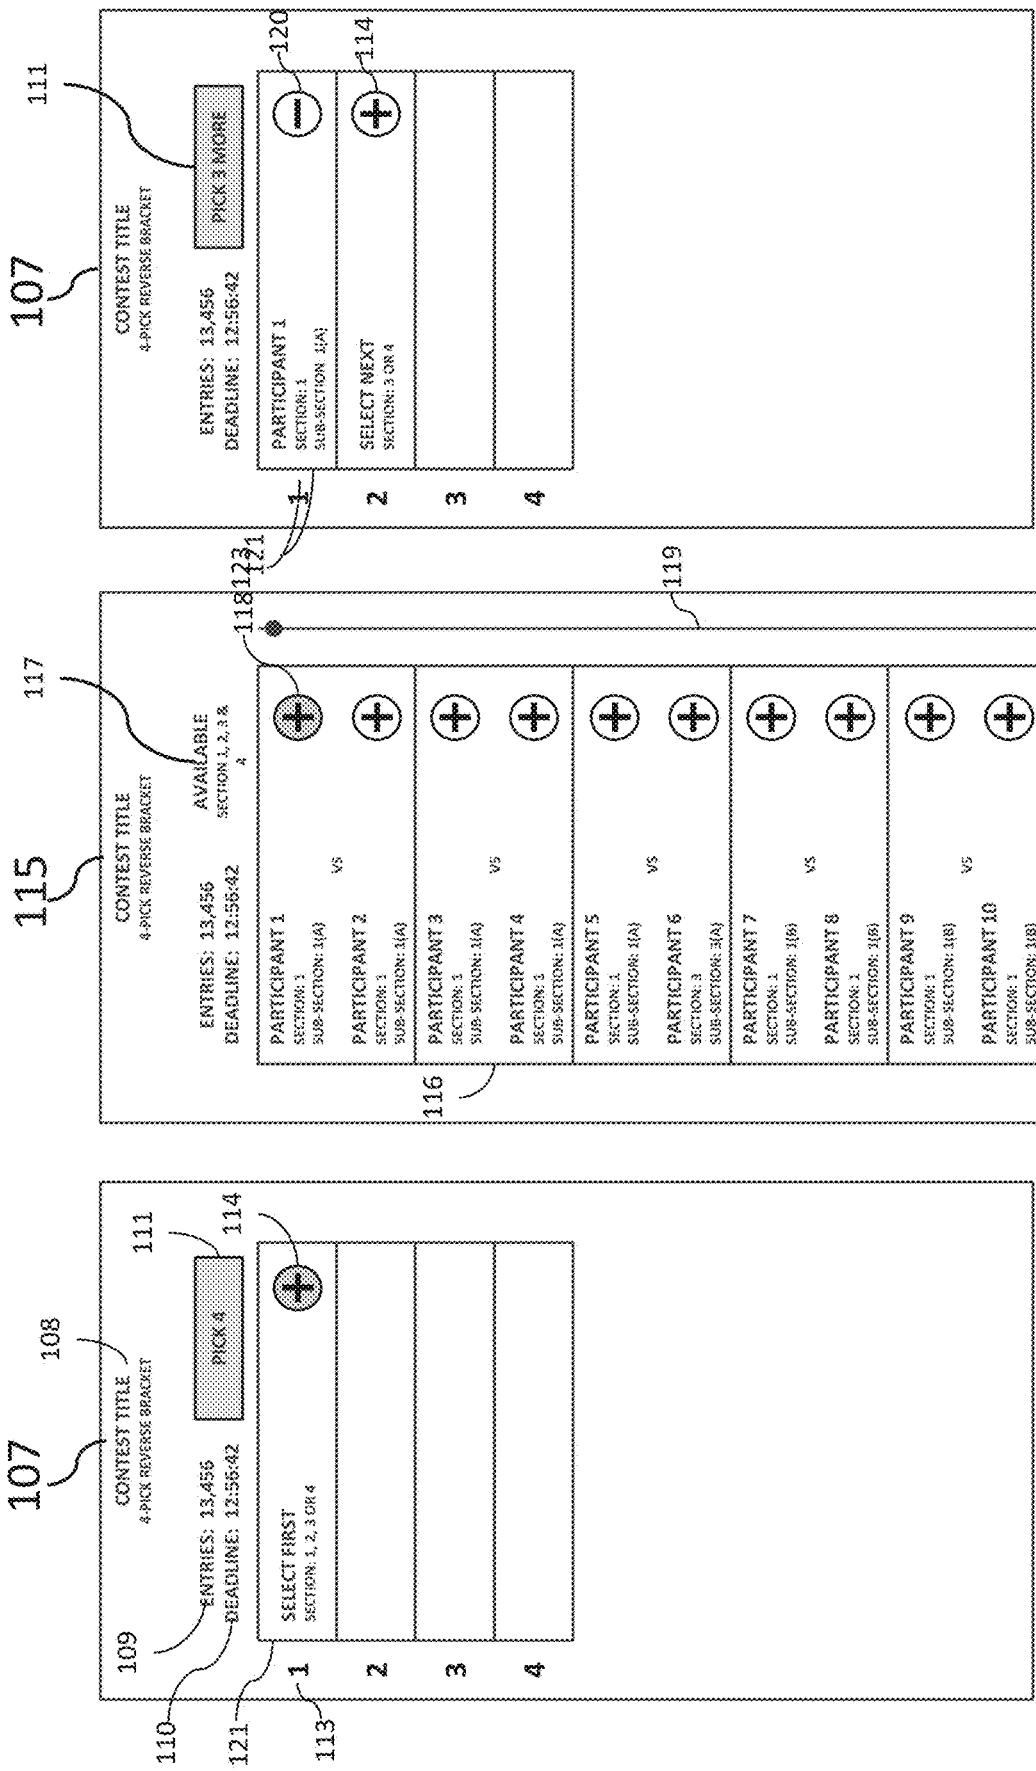 107
CONTEST TITLE
4-PICK REVERSE BRACKET
108
109
110
ENTRIES: 13,456
DEADLINE: 12:56:42
PICK 4
111
121
113
1
SELECT FIRST
SECTION: 1, 2, 3 OR 4
114
2
3
4
115
CONTEST TITLE
4-PICK REVERSE BRACKET
117
ENTRIES: 13,456
DEADLINE: 12:56:42
AVAILABLE
SECTION 1, 2, 3 &
4
118
116
119
PARTICIPANT 1
SECTION: 1
SUB-SECTION: 1(A)
VS
PARTICIPANT 2
SECTION: 1
SUB-SECTION: 1(A)
PARTICIPANT 3
SECTION: 1
SUB-SECTION: 1(A)
VS
PARTICIPANT 4
SECTION: 1
SUB-SECTION: 1(A)
PARTICIPANT 5
SECTION: 1
SUB-SECTION: 1(A)
VS
PARTICIPANT 6
SECTION: 3
SUB-SECTION: 3(A)
PARTICIPANT 7
SECTION: 1
SUB-SECTION: 1(B)
VS
PARTICIPANT 8
SECTION: 1
SUB-SECTION: 1(B)
PARTICIPANT 9
SECTION: 1
SUB-SECTION: 1(B)
VS
PARTICIPANT 10
SECTION: 1
SUB-SECTION: 1(B)
107
CONTEST TITLE
4-PICK REVERSE BRACKET
111
ENTRIES: 13,456
DEADLINE: 12:56:42
PICK 3 MORE
123
121
1
PARTICIPANT 1
SECTION: 1
SUB-SECTION 1(A)
120
2
SELECT NEXT
SECTION: 3 OR 4
114
3
4